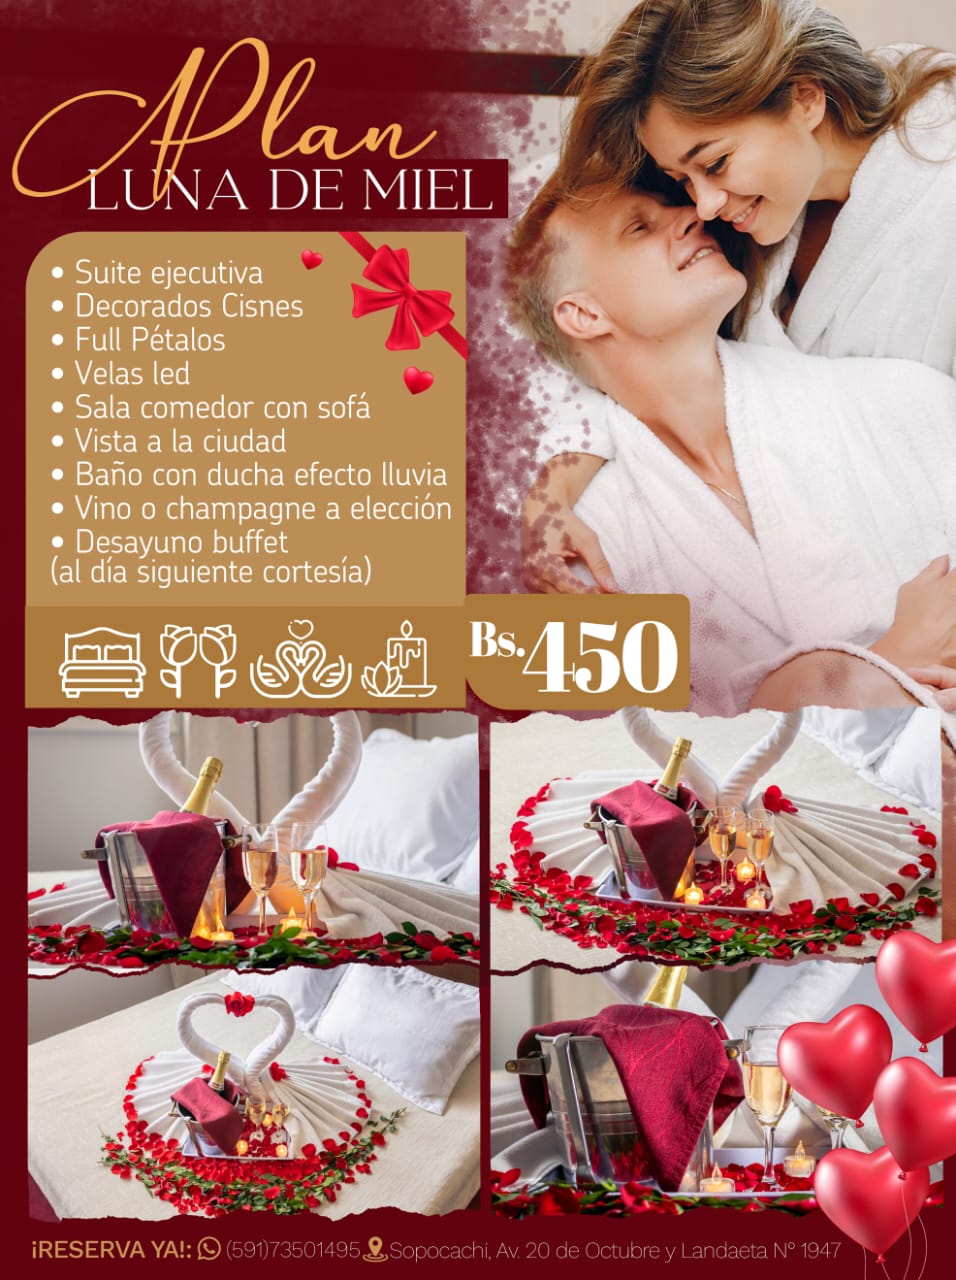 Plan
LUNA DE MIEL
• Suite ejecutiva
• Decorados Cisnes
• Full Pétalos
• Velas led
• Sala comedor con sofá
• Vista a la ciudad
• Baño con ducha efecto lluvia
• Vino o champagne a elección
• Desayuno buffet
(al día siguiente cortesía)
Bs.450
¡RESERVA YA!: (591)73501495 Sopocachi, Av. 20 de Octubre y Landaeta N° 1947